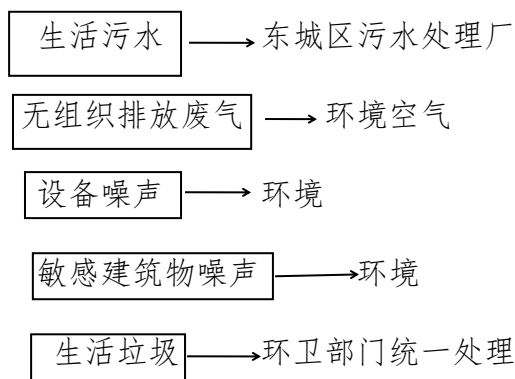 生活污水 东城区污水处理厂
无组织排放废气 环境空气
设备噪声 环境
敏感建筑物噪声 环境
生活垃圾 环卫部门统一处理